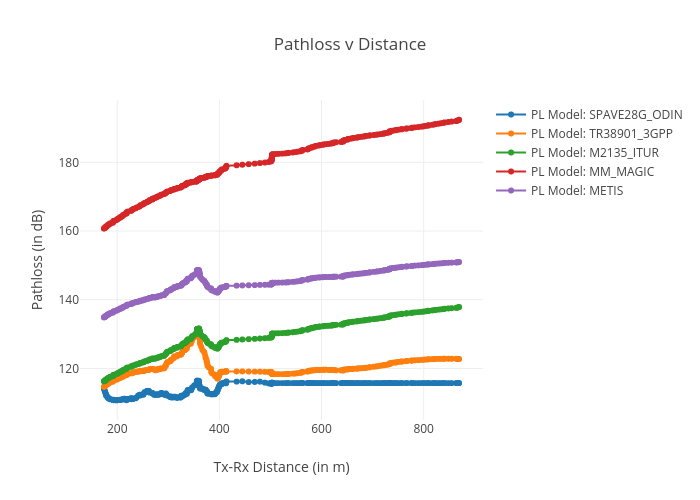 Pathloss v Distance
Pathloss (in dB)
180
160
140
120
200
400
600
800
Tx-Rx Distance (in m)
PL Model: SPAVE28G_ODIN
PL Model: TR38901_3GPP
PL Model: M2135_ITUR
PL Model: MM_MAGIC
PL Model: METIS